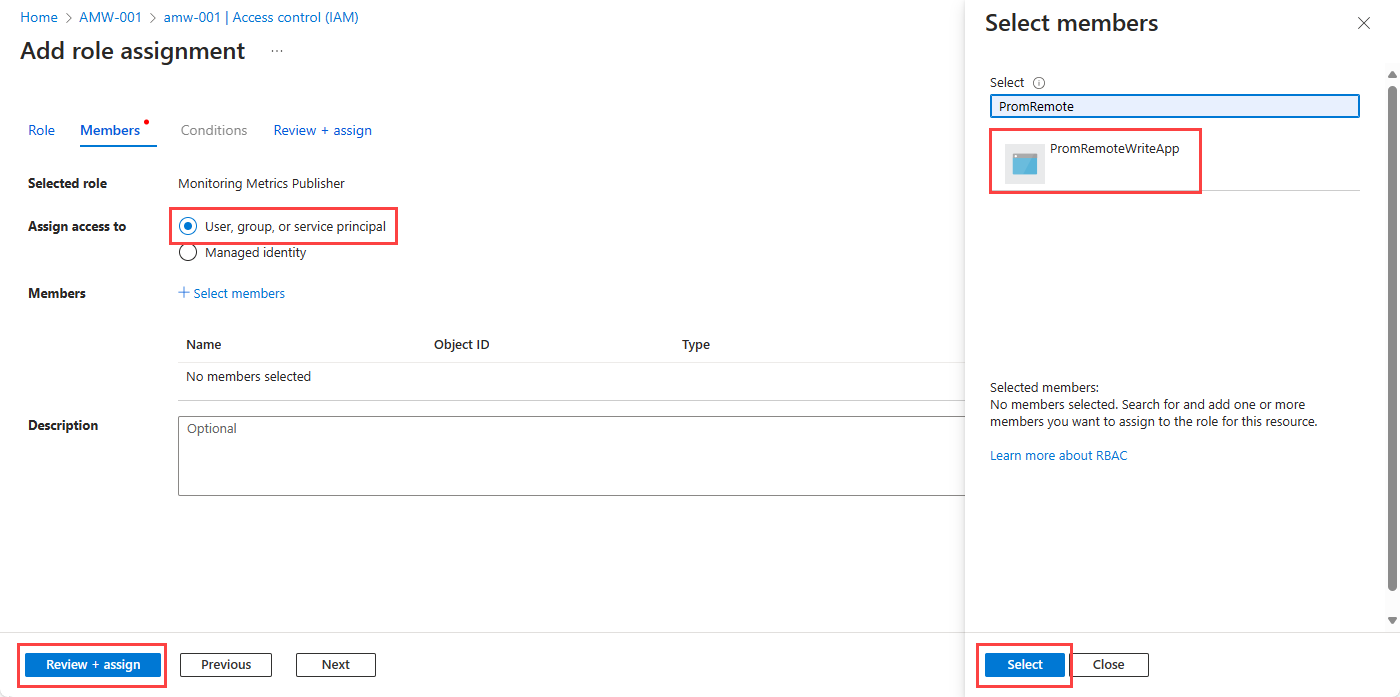 Home > AMW-001 > amw-001 | Access control (IAM)
Add role assignment ...
Role Members Conditions Review + assign
Selected role Monitoring Metrics Publisher
Assign access to User, group, or service principal
Managed identity
Members + Select members
Name Object ID Type
No members selected
Description Optional
Review + assign Previous Next
Select members
Select
PromRemote
PromRemoteWriteApp
Selected members:
No members selected. Search for and add one or more
members you want to assign to the role for this resource.
Learn more about RBAC
Select Close